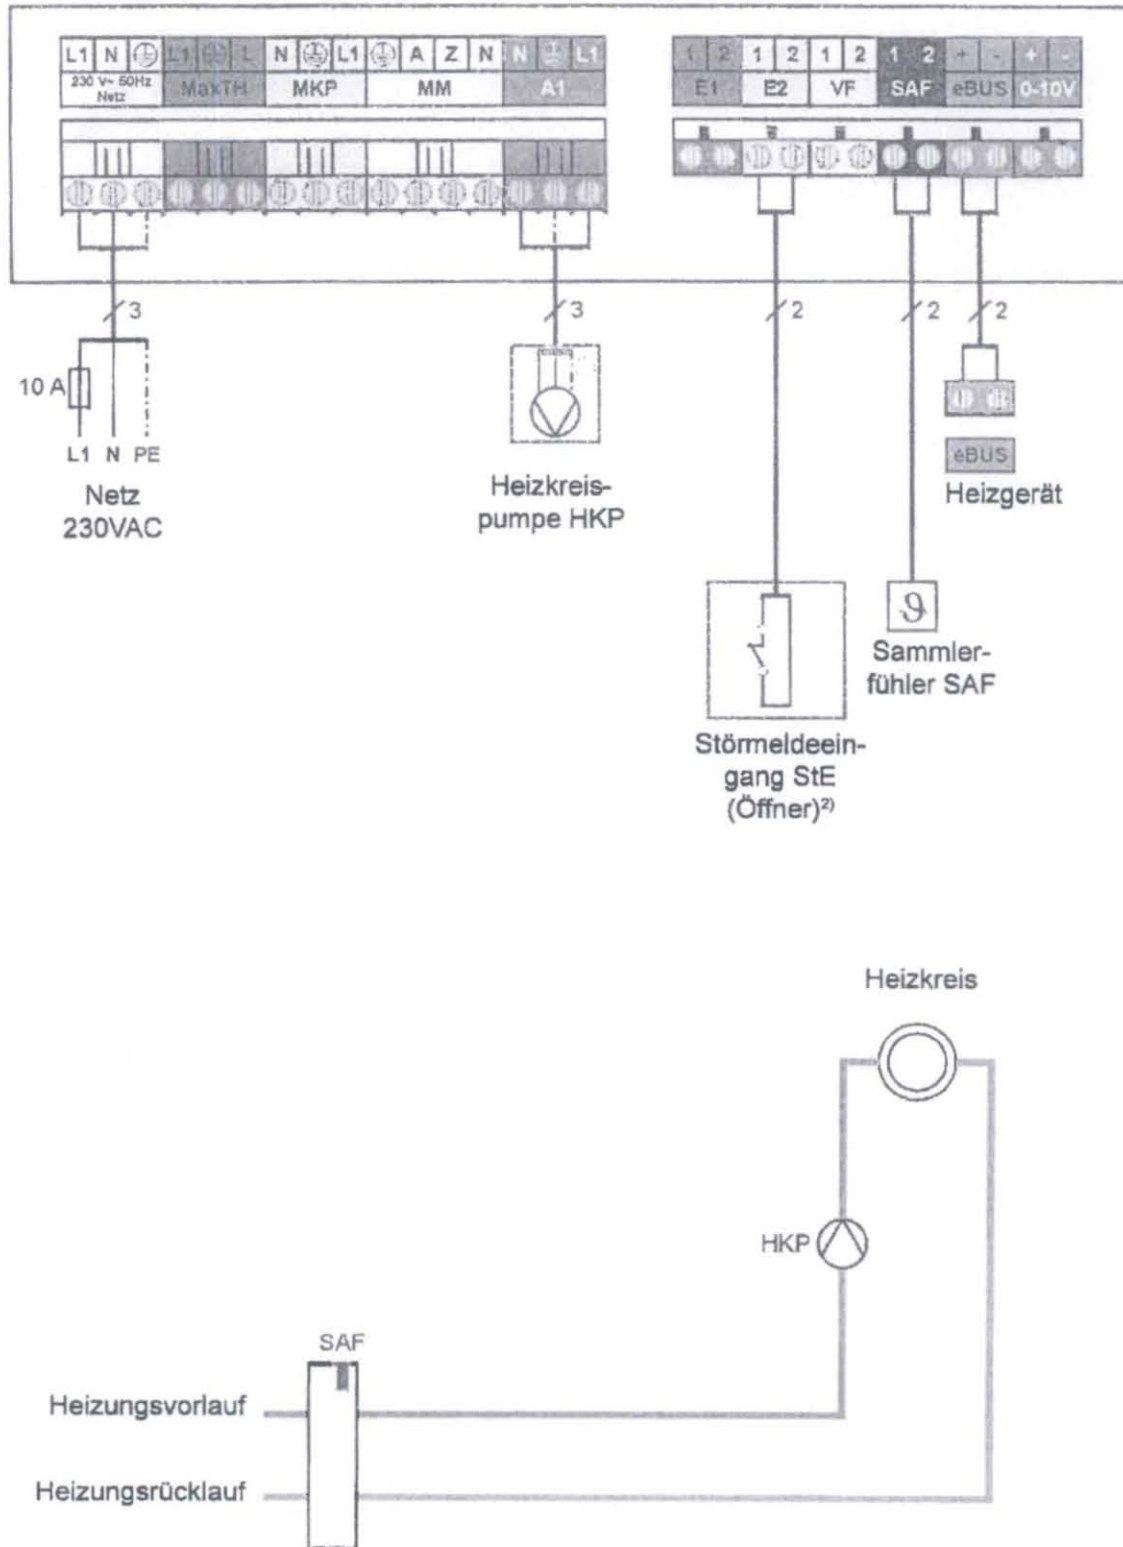 L1 N L1 L N L1 A Z N N L1
230 V~ 50Hz
Netz
MaxTH MKP MM A1
1 2 1 2 1 2 1 2 + - + -
E1 E2 VF SAF eBUS 0-10V
3 3 2 2 2
10 A
L1 N PE
Netz
230VAC
Heizkreis-
pumpe HKP
eBUS
Heizgerät
ϑ
Sammler-
fühler SAF
Störmeldeein-
gang StE
(Öffner)²⁾
Heizkreis
HKP
SAF
Heizungsvorlauf
Heizungsrücklauf